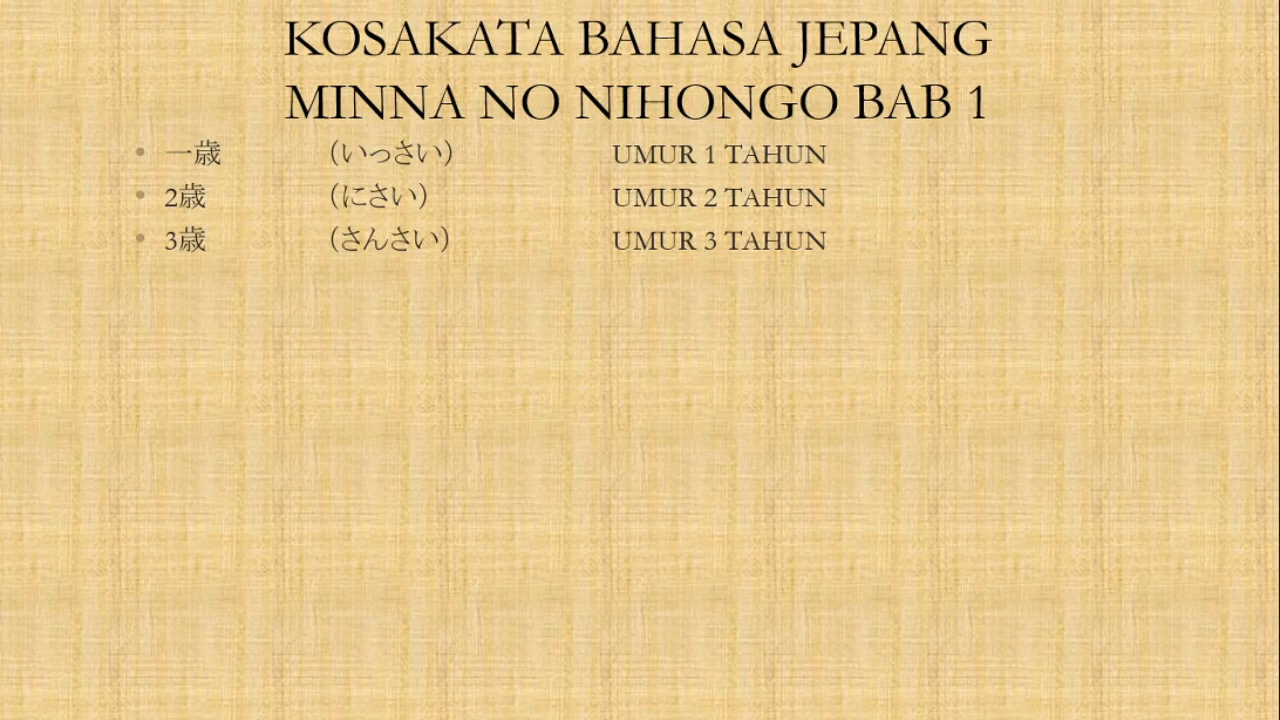 KOSAKATA BAHASA JEPANG
MINNA NO NIHONGO BAB 1
• 一歳 （いっさい） UMUR 1 TAHUN
• 2歳 （にさい） UMUR 2 TAHUN
• 3歳 （さんさい） UMUR 3 TAHUN